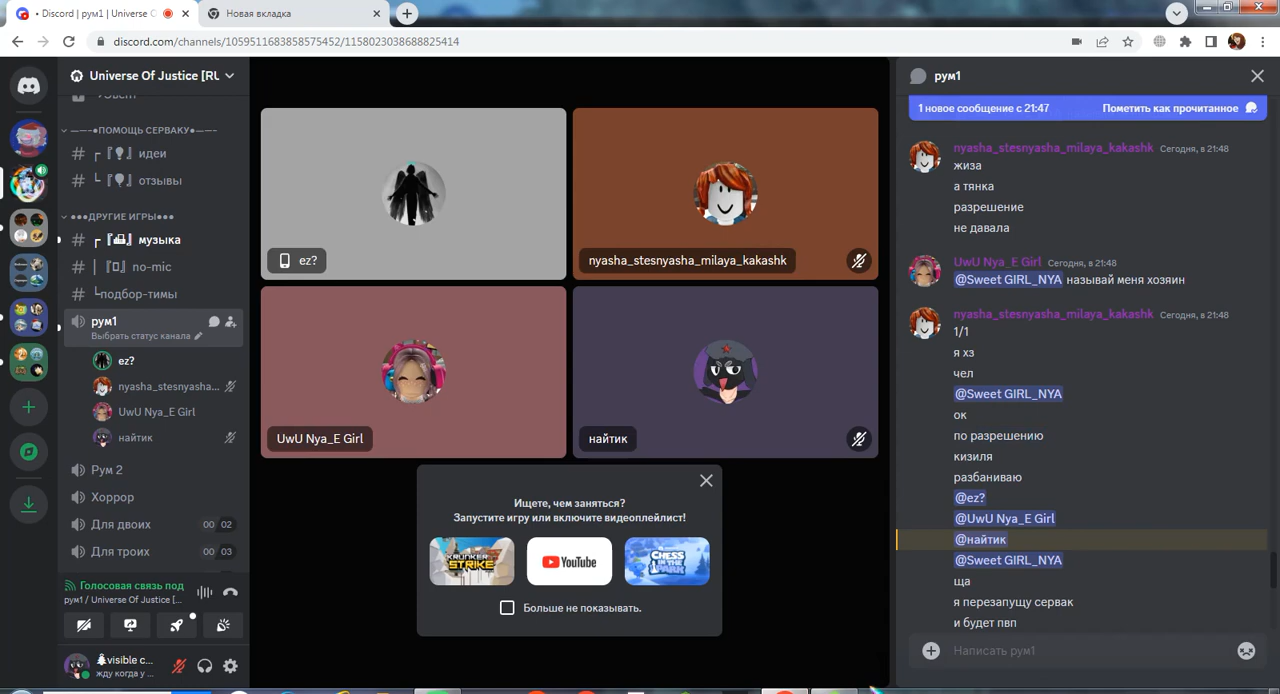 • Discord | рум1 | Universe O
Новая вкладка
discord.com/channels/1059511683858575452/1158023038688825414
Universe Of Justice [RU
——●ПОМОЩЬ СЕРВАКУ●——-
идеи
отзывы
●●●ДРУГИЕ ИГРЫ●●●
музыка
no-mic
└подбор-тимы
рум1
Выбрать статус канала
ez?
nyasha_stesnyasha...
UwU Nya_E Girl
найтик
Рум 2
Хоррор
Для двоих 00 02
Для троих 00 03
Голосовая связь под
рум1 / Universe Of Justice [...
visible c...
жду когда у ...
ez?
nyasha_stesnyasha_milaya_kakashk
UwU Nya_E Girl
найтик
Ищете, чем заняться?
Запустите игру или включите видеоплейлист!
KRUNKER STRIKE
YouTube
CHESS IN THE PARK
Больше не показывать.
рум1
1 новое сообщение с 21:47 Пометить как прочитанное
nyasha_stesnyasha_milaya_kakashk Сегодня, в 21:48
жиза
а тянка
разрешение
не давала
UwU Nya_E Girl Сегодня, в 21:48
@Sweet GIRL_NYA называй меня хозяин
nyasha_stesnyasha_milaya_kakashk Сегодня, в 21:48
1/1
я хз
чел
@Sweet GIRL_NYA
ок
по разрешению
кизиля
разбаниваю
@ez?
@UwU Nya_E Girl
@найтик
@Sweet GIRL_NYA
ща
я перезапущу сервак
и будет пвп
Написать рум1